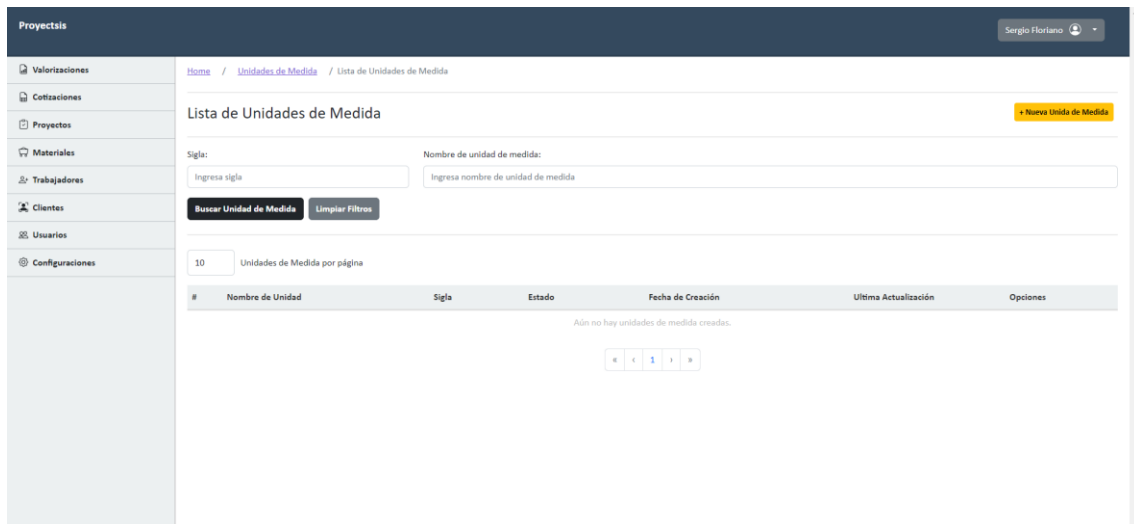 Proyectsis
Sergio Floriano
Valorizaciones
Cotizaciones
Proyectos
Materiales
Trabajadores
Clientes
Usuarios
Configuraciones
Home / Unidades de Medida / Lista de Unidades de Medida
Lista de Unidades de Medida
+ Nueva Unida de Medida
Sigla: Nombre de unidad de medida:
Ingresa sigla Ingresa nombre de unidad de medida
Buscar Unidad de Medida Limpiar Filtros
10 Unidades de Medida por página
# Nombre de Unidad Sigla Estado Fecha de Creación Ultima Actualización Opciones
Aún no hay unidades de medida creadas.
« ‹ 1 › »